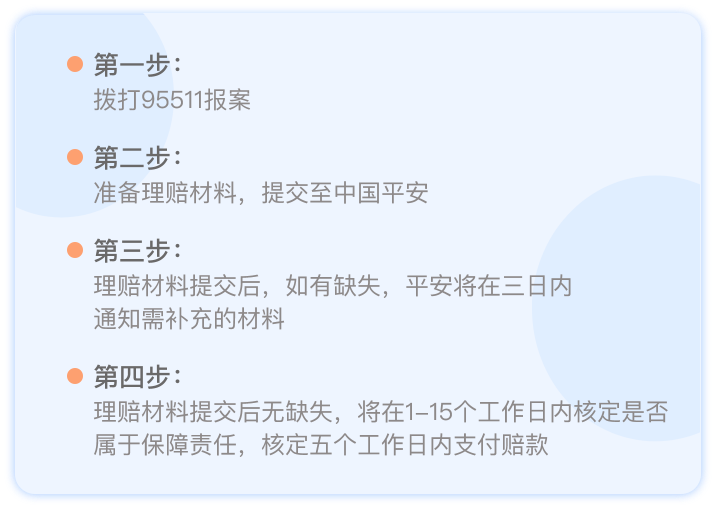 第一步：
拨打95511报案
第二步：
准备理赔材料，提交至中国平安
第三步：
理赔材料提交后，如有缺失，平安将在三日内
通知需补充的材料
第四步：
理赔材料提交后无缺失，将在1-15个工作日内核定是否
属于保障责任，核定五个工作日内支付赔款